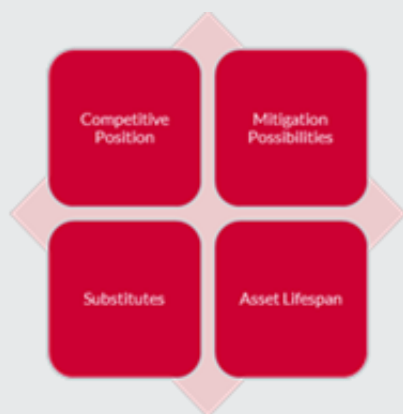 Competitive
Position
Mitigation
Possibilities
Substitutes
Asset Lifespan